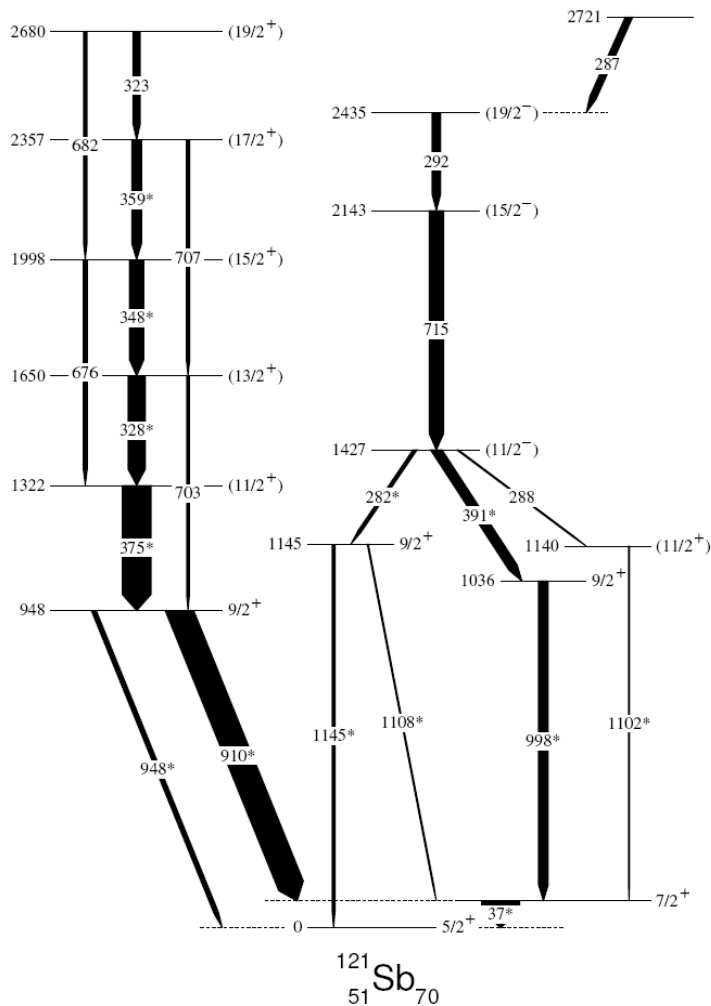 2680 (19/2+) 2721
323 287
2435 (19/2−)
2357 (17/2+)
682 292
359* 2143 (15/2−)
1998 707 (15/2+)
348* 715
1650 676 (13/2+)
328* 1427 (11/2−)
1322 703 (11/2+) 282* 391* 288
375* 1145 9/2+ 1140 (11/2+)
1036 9/2+
948 9/2+
948* 910* 1145* 1108* 998* 1102*
7/2+
37*
0 5/2+
121
51Sb70